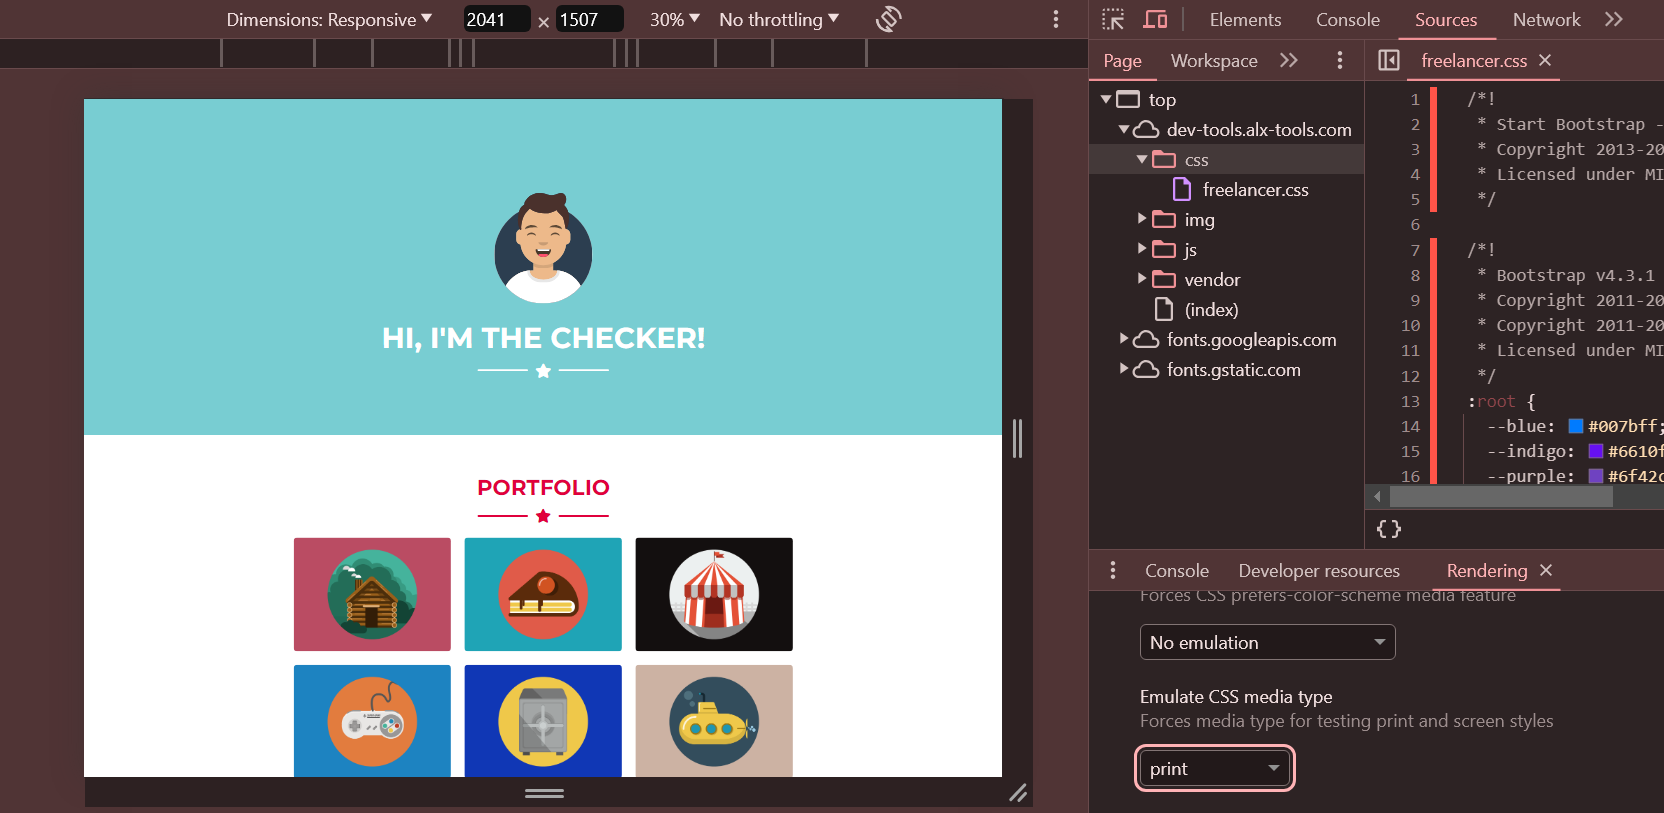 Dimensions: Responsive 2041 × 1507 30% No throttling
HI, I'M THE CHECKER!
PORTFOLIO
Elements Console Sources Network
Page Workspace
freelancer.css
top
dev-tools.alx-tools.com
css
freelancer.css
img
js
vendor
(index)
fonts.googleapis.com
fonts.gstatic.com
1 /*!
2 * Start Bootstrap -
3 * Copyright 2013-20
4 * Licensed under MI
5 */
6
7 /*!
8 * Bootstrap v4.3.1
9 * Copyright 2011-20
10 * Copyright 2011-20
11 * Licensed under MI
12 */
13 :root {
14 --blue: #007bff;
15 --indigo: #6610f
16 --purple: #6f42c
{}
Console Developer resources Rendering
Forces CSS prefers-color-scheme media feature
No emulation
Emulate CSS media type
Forces media type for testing print and screen styles
print